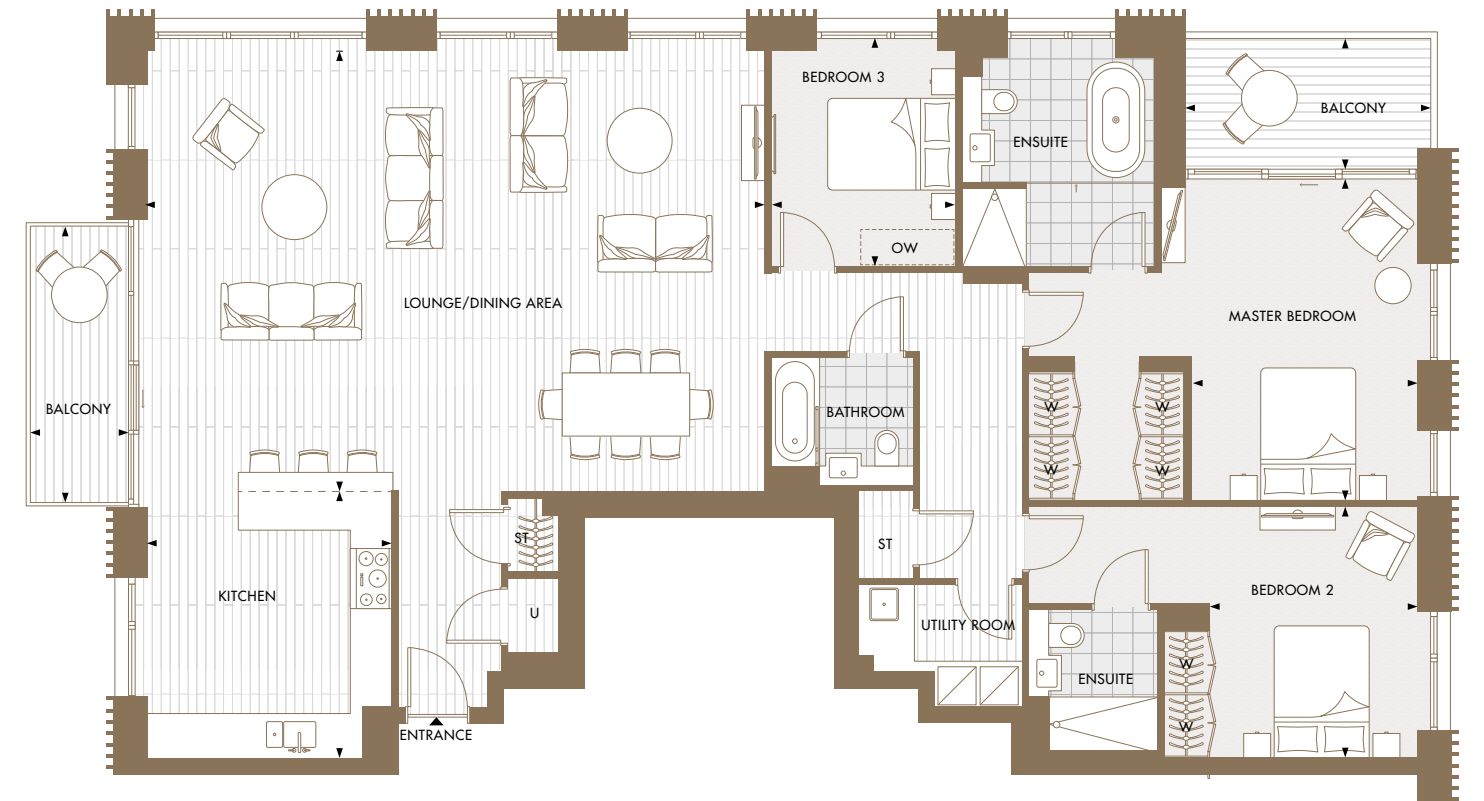 BEDROOM 3
BALCONY
ENSUITE
OW
LOUNGE/DINING AREA
MASTER BEDROOM
BALCONY
BATHROOM
W
W
W
W
ST
ST
BEDROOM 2
KITCHEN
U
UTILITY ROOM
W
ENSUITE
W
ENTRANCE